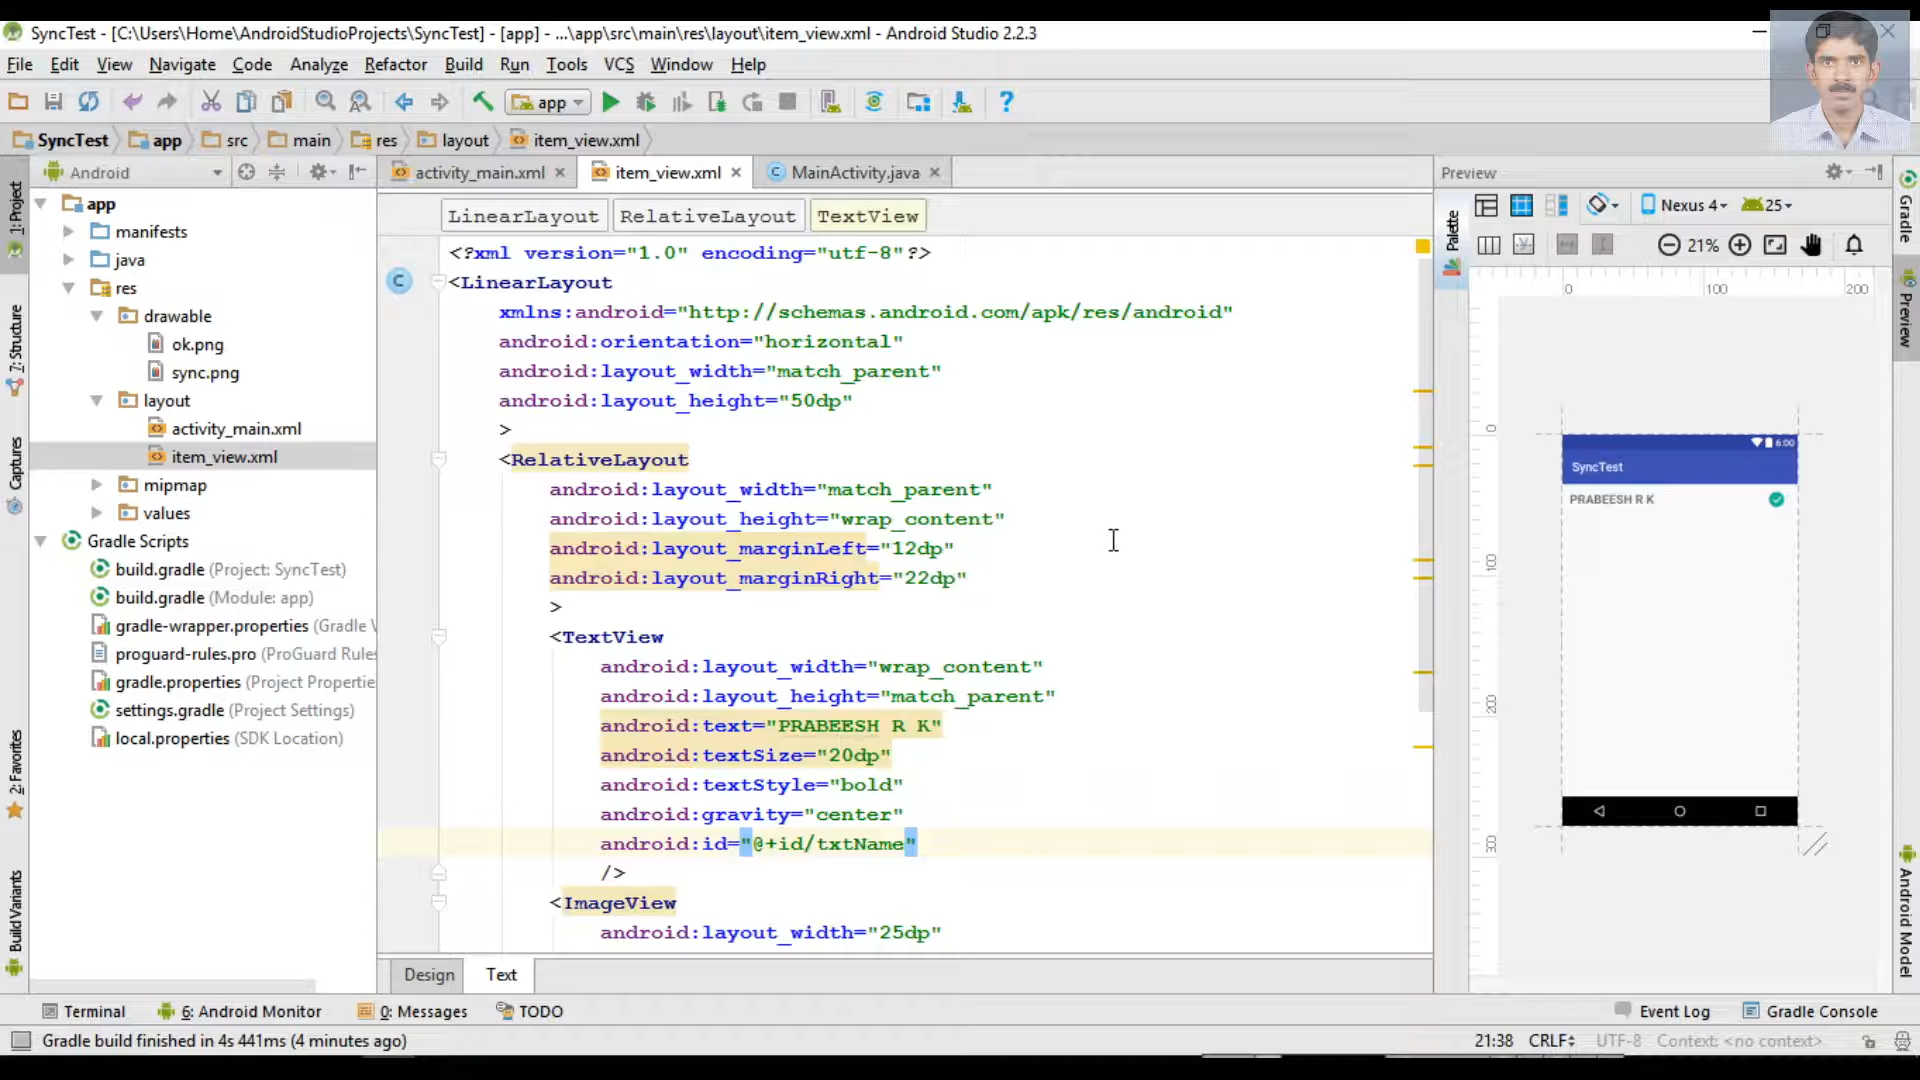 SyncTest - [C:\Users\Home\AndroidStudioProjects\SyncTest] - [app] - ...\app\src\main\res\layout\item_view.xml - Android Studio 2.2.3
File Edit View Navigate Code Analyze Refactor Build Run Tools VCS Window Help
app
SyncTest app src main res layout item_view.xml
Android
activity_main.xml item_view.xml MainActivity.java
Preview
1: Project
7: Structure
Captures
2: Favorites
Build Variants
app
manifests
java
res
drawable
ok.png
sync.png
layout
activity_main.xml
item_view.xml
mipmap
values
Gradle Scripts
build.gradle (Project: SyncTest)
build.gradle (Module: app)
gradle-wrapper.properties (Gradle V
proguard-rules.pro (ProGuard Rules
gradle.properties (Project Propertie
settings.gradle (Project Settings)
local.properties (SDK Location)
LinearLayout RelativeLayout TextView
<?xml version="1.0" encoding="utf-8"?>
<LinearLayout
xmlns:android="http://schemas.android.com/apk/res/android"
android:orientation="horizontal"
android:layout_width="match_parent"
android:layout_height="50dp"
>
<RelativeLayout
android:layout_width="match_parent"
android:layout_height="wrap_content"
android:layout_marginLeft="12dp"
android:layout_marginRight="22dp"
>
<TextView
android:layout_width="wrap_content"
android:layout_height="match_parent"
android:text="PRABEESH R K"
android:textSize="20dp"
android:textStyle="bold"
android:gravity="center"
android:id="@+id/txtName"
/>
<ImageView
android:layout_width="25dp"
Design Text
Palette
Nexus 4 25
21%
0 100 200
0
100
200
300
6:00
SyncTest
PRABEESH R K
Gradle
Preview
Android Model
Terminal 6: Android Monitor 0: Messages TODO Event Log Gradle Console
Gradle build finished in 4s 441ms (4 minutes ago) 21:38 CRLF UTF-8 Context: <no context>